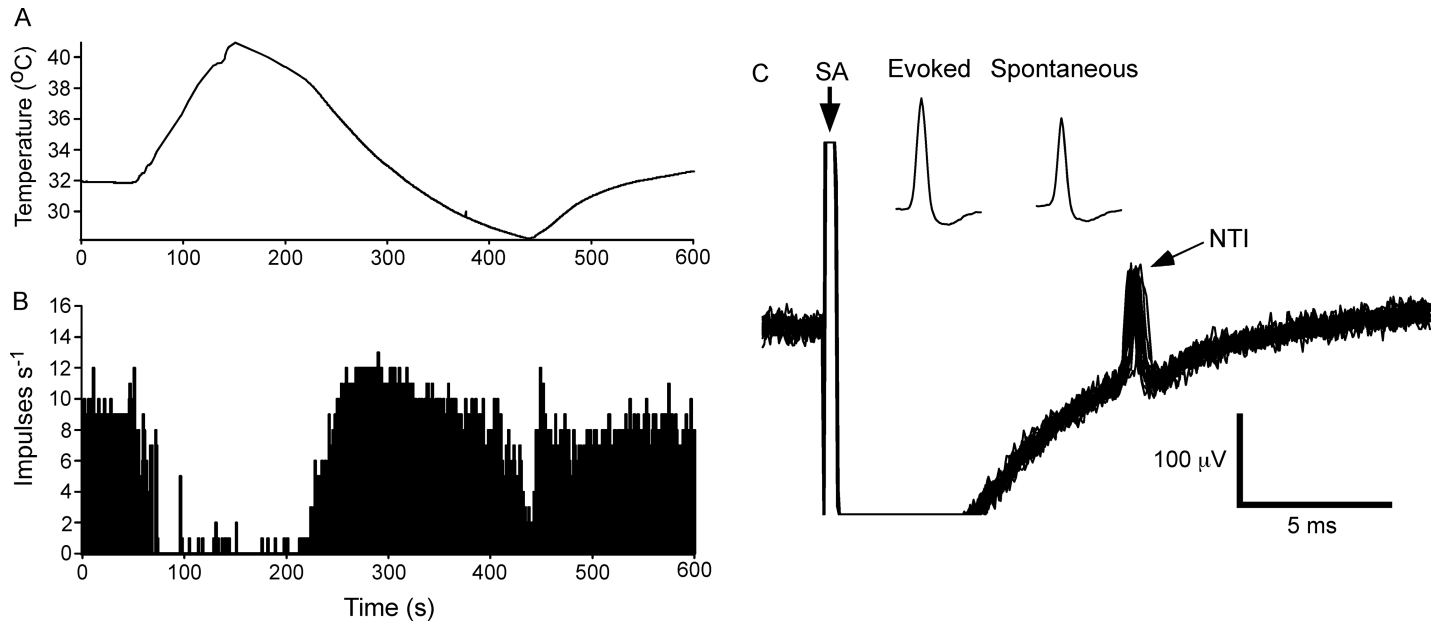 A
Temperature (°C)
40
38
36
34
32
30
0 100 200 300 400 500 600
B
Impulses s-1
16
14
12
10
8
6
4
2
0
0 100 200 300 400 500 600
Time (s)
C SA Evoked Spontaneous
NTI
100 μV
5 ms